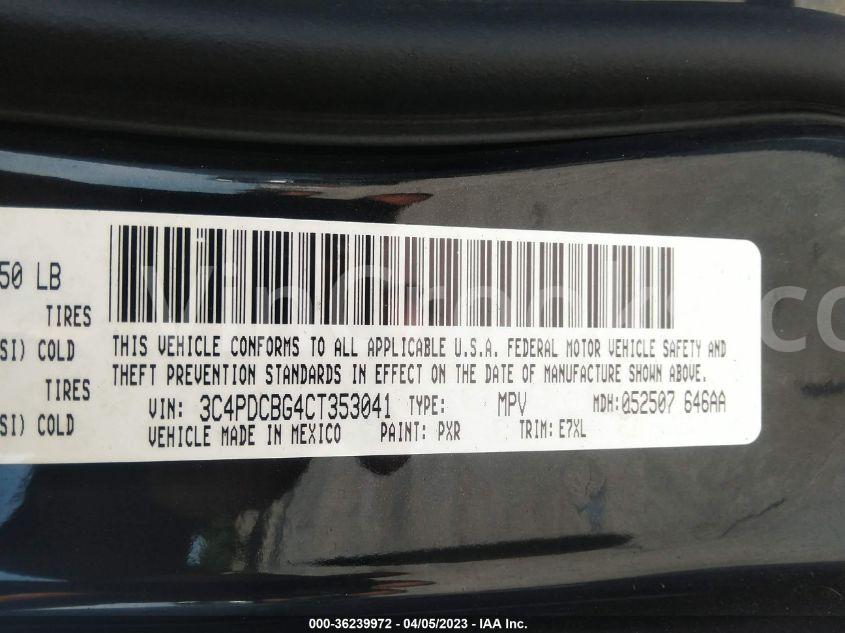 50 LB
TIRES
SI) COLD
TIRES
SI) COLD
THIS VEHICLE CONFORMS TO ALL APPLICABLE U.S.A. FEDERAL MOTOR VEHICLE SAFETY AND
THEFT PREVENTION STANDARDS IN EFFECT ON THE DATE OF MANUFACTURE SHOWN ABOVE.
VIN: 3C4PDCBG4CT353041 TYPE: MPV MDH:052507 646AA
VEHICLE MADE IN MEXICO PAINT: PXR TRIM: E7XL
000-36239972 - 04/05/2023 - IAA Inc.